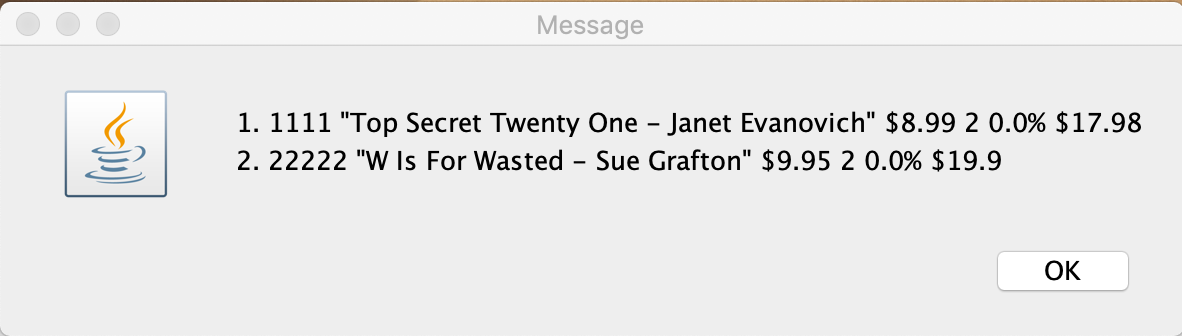 Message
1. 1111 "Top Secret Twenty One - Janet Evanovich" $8.99 2 0.0% $17.98
2. 22222 "W Is For Wasted - Sue Grafton" $9.95 2 0.0% $19.9
OK